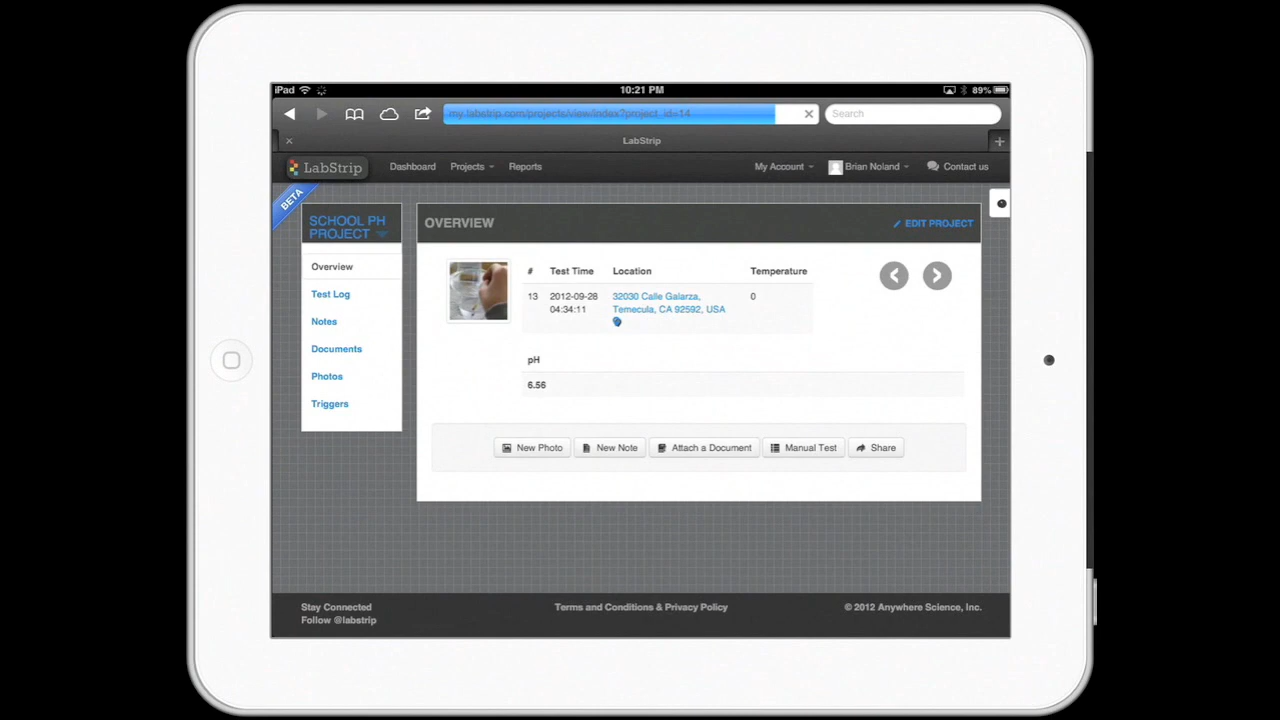 iPad 10:21 PM 89%
my.labstrip.com/projects/view/index?project_id=14 Search
LabStrip
LabStrip Dashboard Projects Reports My Account Brian Noland Contact us
BETA
SCHOOL PH
PROJECT
Overview
Test Log
Notes
Documents
Photos
Triggers
OVERVIEW EDIT PROJECT
# Test Time Location Temperature
13 2012-09-28 32030 Calle Galarza, 0
04:34:11 Temecula, CA 92592, USA
pH
6.56
New Photo New Note Attach a Document Manual Test Share
Stay Connected Terms and Conditions & Privacy Policy © 2012 Anywhere Science, Inc.
Follow @labstrip